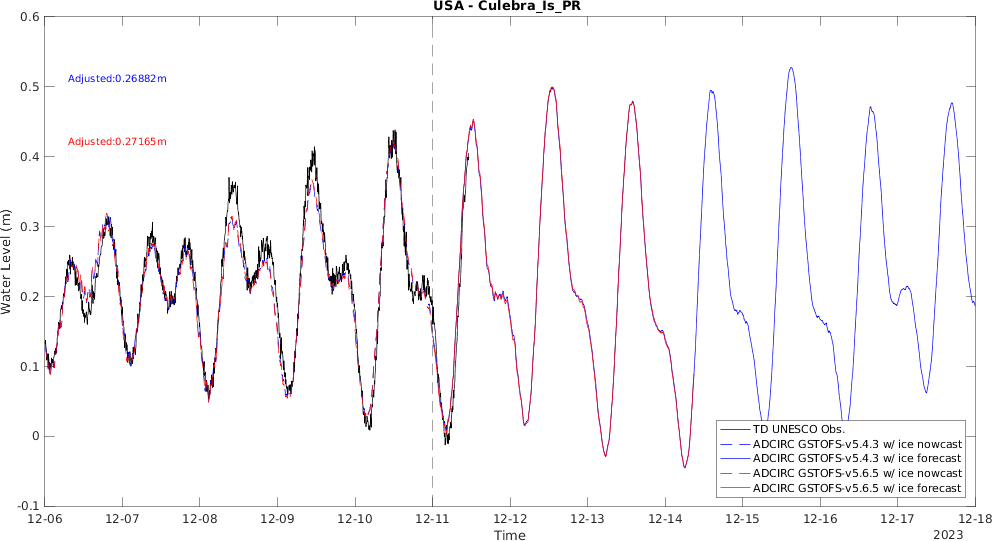 USA - Culebra_Is_PR
0.6
0.5
0.4
0.3
0.2
0.1
0
-0.1
Water Level (m)
Adjusted:0.26882m
Adjusted:0.27165m
TD UNESCO Obs.
ADCIRC GSTOFS-v5.4.3 w/ ice nowcast
ADCIRC GSTOFS-v5.4.3 w/ ice forecast
ADCIRC GSTOFS-v5.6.5 w/ ice nowcast
ADCIRC GSTOFS-v5.6.5 w/ ice forecast
12-06 12-07 12-08 12-09 12-10 12-11 12-12 12-13 12-14 12-15 12-16 12-17 12-18
Time
2023